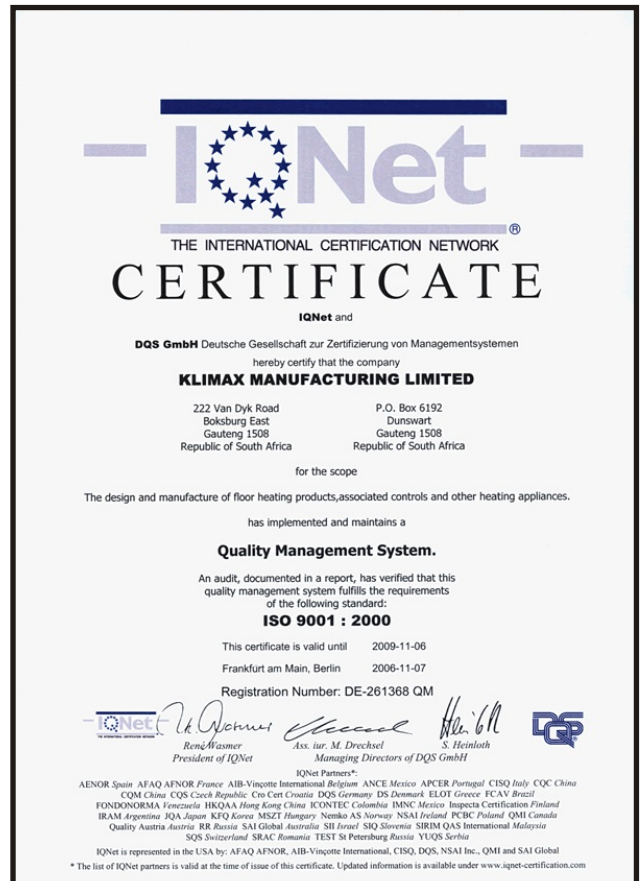 IQNet
®
THE INTERNATIONAL CERTIFICATION NETWORK
CERTIFICATE
IQNet and
DQS GmbH Deutsche Gesellschaft zur Zertifizierung von Managementsystemen
hereby certify that the company
KLIMAX MANUFACTURING LIMITED
222 Van Dyk Road
Boksburg East
Gauteng 1508
Republic of South Africa
P.O. Box 6192
Dunswart
Gauteng 1508
Republic of South Africa
for the scope
The design and manufacture of floor heating products,associated controls and other heating appliances.
has implemented and maintains a
Quality Management System.
An audit, documented in a report, has verified that this
quality management system fulfills the requirements
of the following standard:
ISO 9001 : 2000
This certificate is valid until 2009-11-06
Frankfurt am Main, Berlin 2006-11-07
Registration Number: DE-261368 QM
IQNet
THE INTERNATIONAL CERTIFICATION NETWORK
DQS
René Wasmer
President of IQNet
Ass. iur. M. Drechsel
S. Heinloth
Managing Directors of DQS GmbH
IQNet Partners*:
AENOR Spain AFAQ AFNOR France AIB-Vinçotte International Belgium ANCE Mexico APCER Portugal CISQ Italy CQC China
CQM China CQS Czech Republic Cro Cert Croatia DQS Germany DS Denmark ELOT Greece FCAV Brazil
FONDONORMA Venezuela HKQAA Hong Kong China ICONTEC Colombia IMNC Mexico Inspecta Certification Finland
IRAM Argentina JQA Japan KFQ Korea MSZT Hungary Nemko AS Norway NSAI Ireland PCBC Poland QMI Canada
Quality Austria Austria RR Russia SAI Global Australia SII Israel SIQ Slovenia SIRIM QAS International Malaysia
SQS Switzerland SRAC Romania TEST St Petersburg Russia YUQS Serbia
IQNet is represented in the USA by: AFAQ AFNOR, AIB-Vinçotte International, CISQ, DQS, NSAI Inc., QMI and SAI Global
* The list of IQNet partners is valid at the time of issue of this certificate. Updated information is available under www.iqnet-certification.com